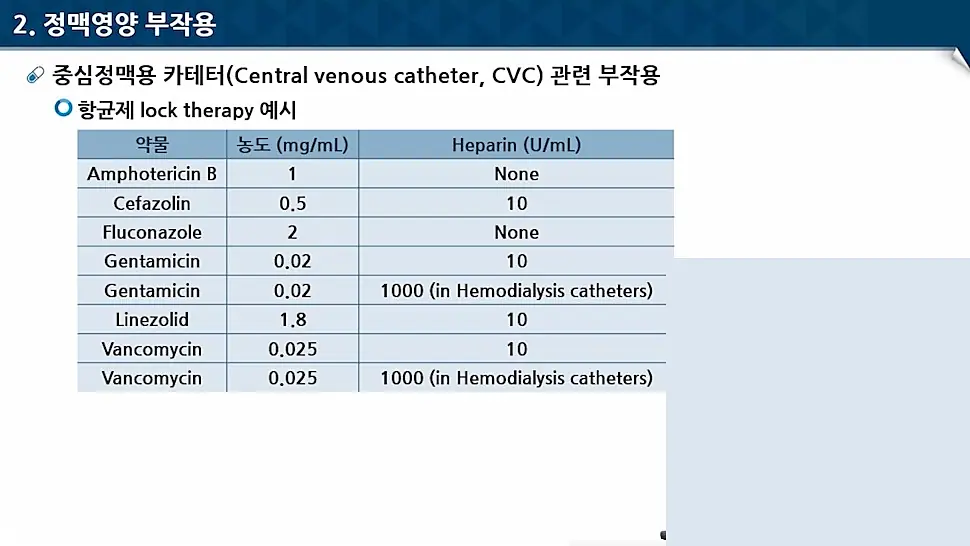 2. 정맥영양 부작용
중심정맥용 카테터(Central venous catheter, CVC) 관련 부작용
항균제 lock therapy 예시
약물 농도 (mg/mL) Heparin (U/mL)
Amphotericin B 1 None
Cefazolin 0.5 10
Fluconazole 2 None
Gentamicin 0.02 10
Gentamicin 0.02 1000 (in Hemodialysis catheters)
Linezolid 1.8 10
Vancomycin 0.025 10
Vancomycin 0.025 1000 (in Hemodialysis catheters)